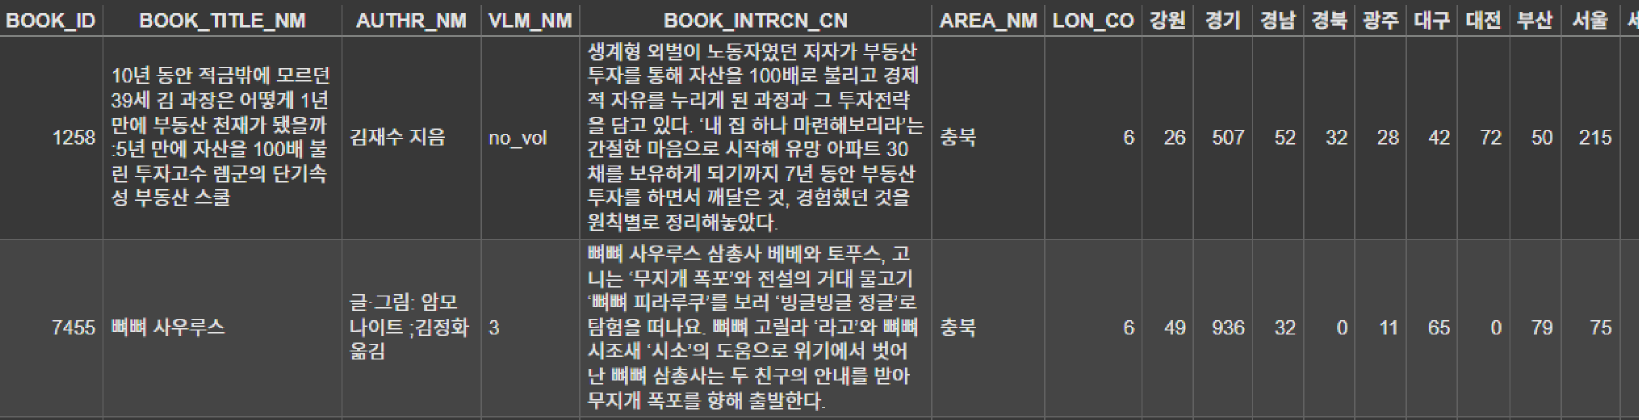 BOOK_ID BOOK_TITLE_NM AUTHR_NM VLM_NM BOOK_INTRCN_CN AREA_NM LON_CO 강원 경기 경남 경북 광주 대구 대전 부산 서울
1258
10년 동안 적금밖에 모르던
39세 김 과장은 어떻게 1년
만에 부동산 천재가 됐을까
:5년 만에 자산을 100배 불
린 투자고수 렘군의 단기속
성 부동산 스쿨
김재수 지음
no_vol
생계형 외벌이 노동자였던 저자가 부동산
투자를 통해 자산을 100배로 불리고 경제
적 자유를 누리게 된 과정과 그 투자전략
을 담고 있다. ‘내 집 하나 마련해보리라’는
간절한 마음으로 시작해 유망 아파트 30
채를 보유하게 되기까지 7년 동안 부동산
투자를 하면서 깨달은 것, 경험했던 것을
원칙별로 정리해놓았다.
충북
6 26 507 52 32 28 42 72 50 215
7455
뼈뼈 사우루스
글·그림: 암모
나이트 ;김정화
옮김
3
뼈뼈 사우루스 삼총사 베베와 토푸스, 고
니는 ‘무지개 폭포’와 전설의 거대 물고기
‘뼈뼈 피라루쿠’를 보러 ‘빙글빙글 정글’로
탐험을 떠나요. 뼈뼈 고릴라 ‘라고’와 뼈뼈
시조새 ‘시소’의 도움으로 위기에서 벗어
난 뼈뼈 삼총사는 두 친구의 안내를 받아
무지개 폭포를 향해 출발한다.
충북
6 49 936 32 0 11 65 0 79 75